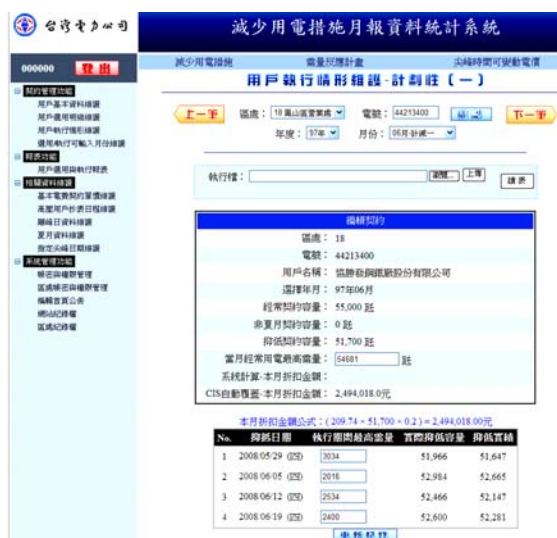 台灣電力公司
減少用電措施月報資料統計系統
000000 登出
減少用電措施 需量反應計畫 尖峰時間可變動電價
用戶執行情形維護-計劃性(一)
契約管理功能
用戶基本資料維護
用戶選用明細維護
用戶執行情形維護
選用/執行可輸入月份維護
報表功能
用戶選用與執行報表
相關資料維護
基本電費契約單價維護
高壓用戶抄表日程維護
離峰日資料維護
夏月資料維護
指定尖峰日期維護
系統管理功能
帳密與權限管理
區處帳密與權限管理
編輯首頁公告
網站紀錄檔
區處紀錄檔
上一筆 區處: 18 鳳山區營業處 電號: 44213400 確認 下一筆
年度: 97年 月份: 06月-計減一
執行檔: 瀏覽... 上傳 讀表
編輯契約
區處: 18
電號: 44213400
用戶名稱: 協勝發鋼鐵廠股份有限公司
選擇年月: 97年06月
經常契約容量: 55,000 瓩
非夏月契約容量: 0 瓩
抑低契約容量: 51,700 瓩
當月經常用電最高需量: 54681 瓩
系統計算-本月折扣金額:
CIS自動覆蓋-本月折扣金額: 2,494,018.0元
本月折扣金額公式:( 209.74 × 51,700 × 0.2 ) = 2,494,018.00元
No. 抑低日期 執行期間最高需量 實際抑低容量 抑低實績
1 2008/05/29 (四) 3034 51,966 51,647
2 2008/06/05 (四) 2016 52,984 52,665
3 2008/06/12 (四) 2534 52,466 52,147
4 2008/06/19 (四) 2400 52,600 52,281